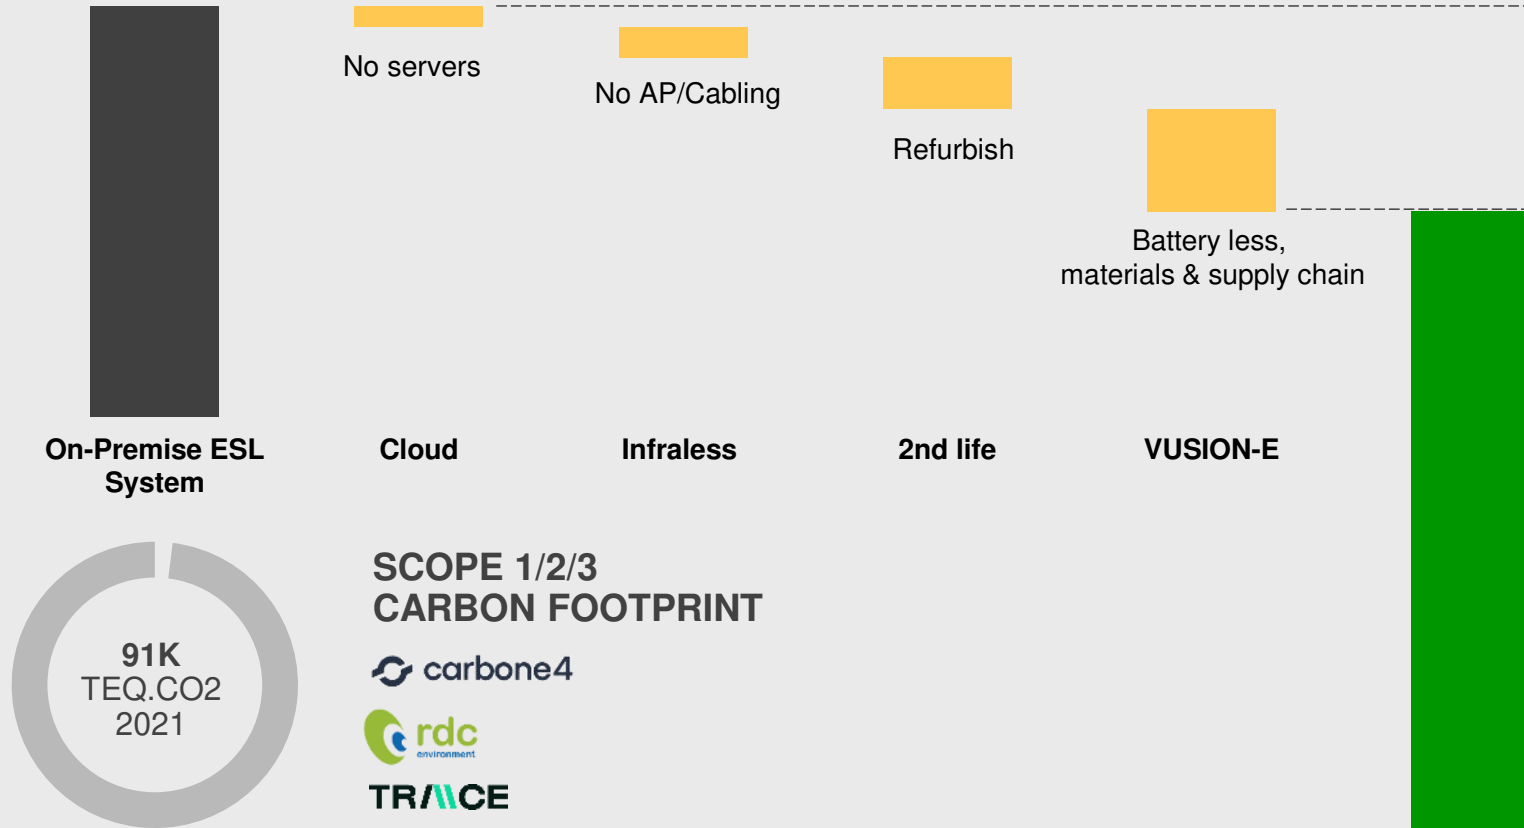 No servers
No AP/Cabling
Refurbish
Battery less,
materials & supply chain
On-Premise ESL
System
Cloud
Infraless
2nd life
VUSION-E
91K
TEQ.CO2
2021
SCOPE 1/2/3
CARBON FOOTPRINT
carbone4
rdc
environment
TRACE